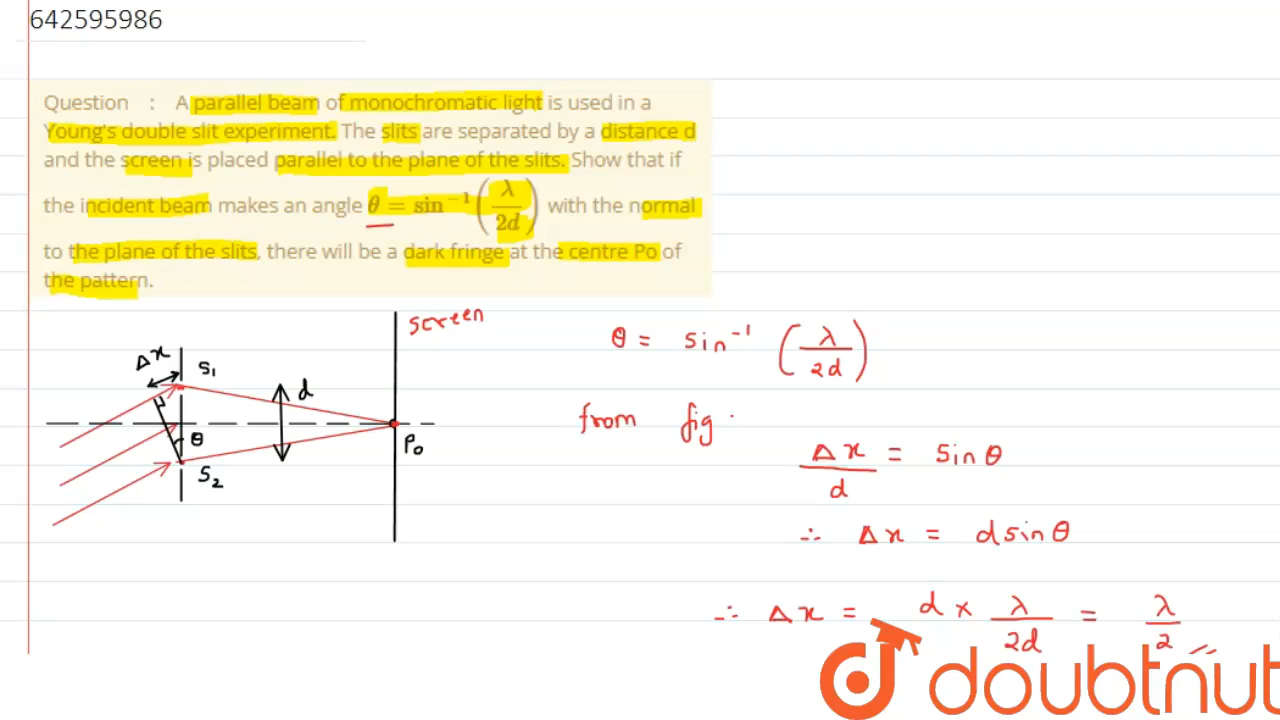 642595986
Question : A parallel beam of monochromatic light is used in a
Young's double slit experiment. The slits are separated by a distance d
and the screen is placed parallel to the plane of the slits. Show that if
the incident beam makes an angle θ = sin⁻¹(λ/2d) with the normal
to the plane of the slits, there will be a dark fringe at the centre Po of
the pattern.
screen
Δx
S₁
d
θ
P₀
S₂
θ = sin⁻¹ (λ/2d)
from fig.
Δx/d = sinθ
∴ Δx = d sinθ
∴ Δx = d × λ/2d = λ/2
doubtnut